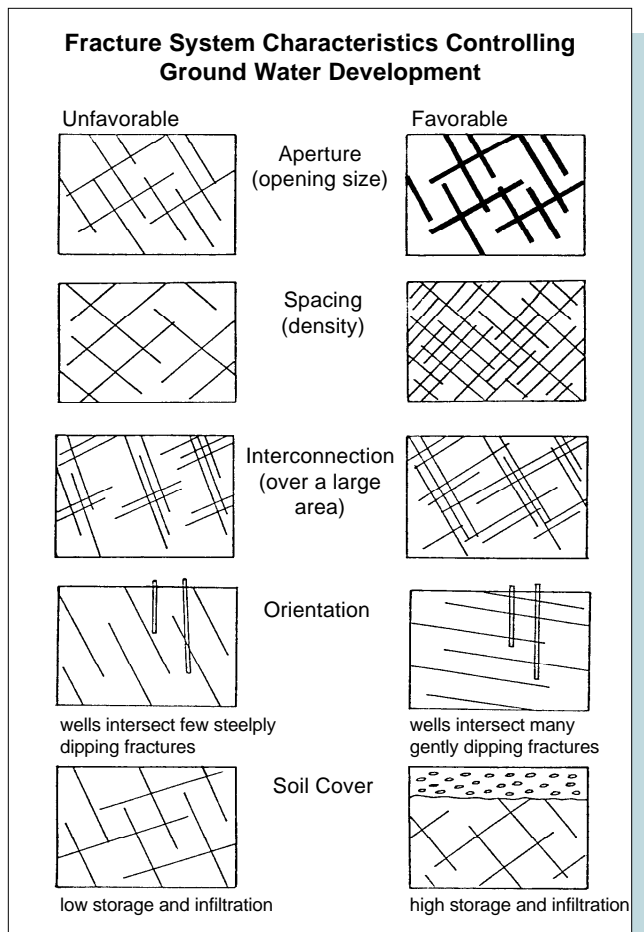 Fracture System Characteristics Controlling
Ground Water Development
Unfavorable
Favorable
Aperture
(opening size)
Spacing
(density)
Interconnection
(over a large
area)
Orientation
wells intersect few steelply
dipping fractures
wells intersect many
gently dipping fractures
Soil Cover
low storage and infiltration
high storage and infiltration